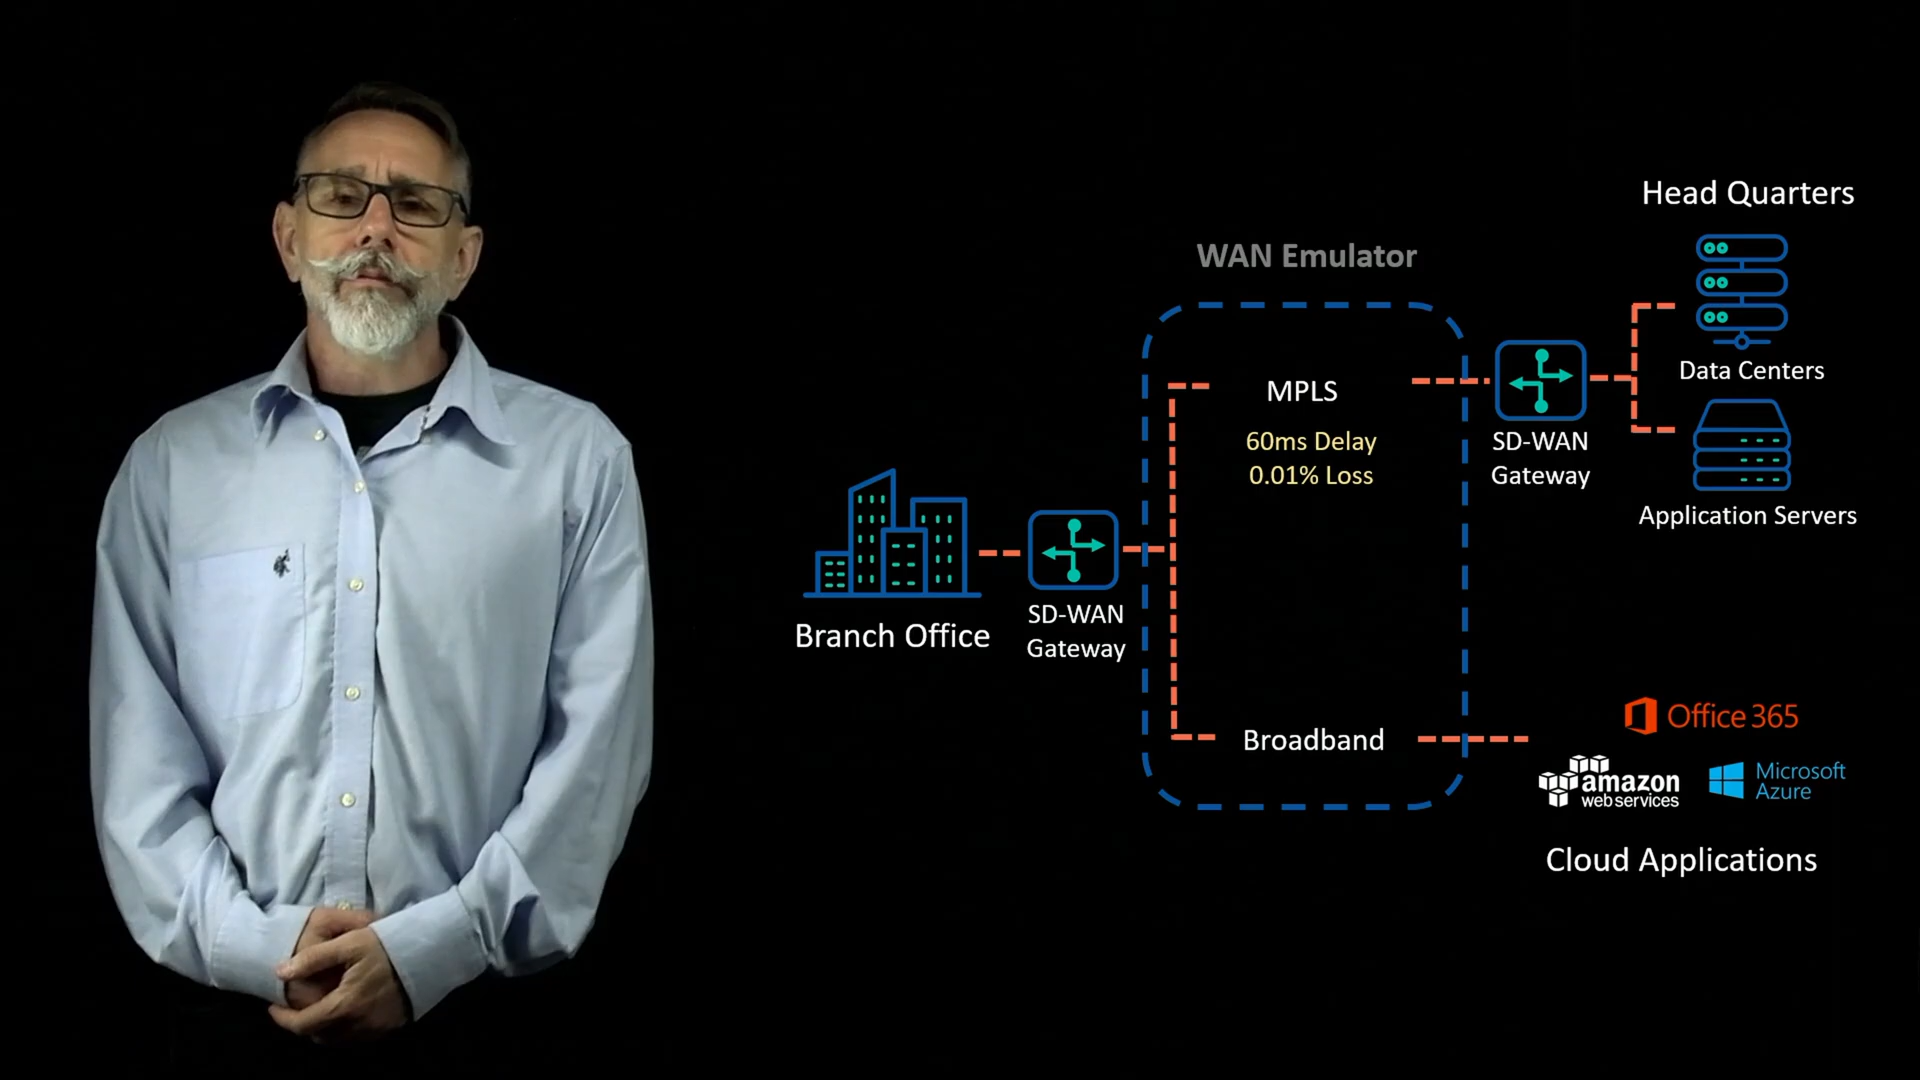 Head Quarters
WAN Emulator
Data Centers
MPLS
60ms Delay
0.01% Loss
SD-WAN
Gateway
Application Servers
Branch Office
SD-WAN
Gateway
Broadband
Office 365
amazon
web services
Microsoft
Azure
Cloud Applications